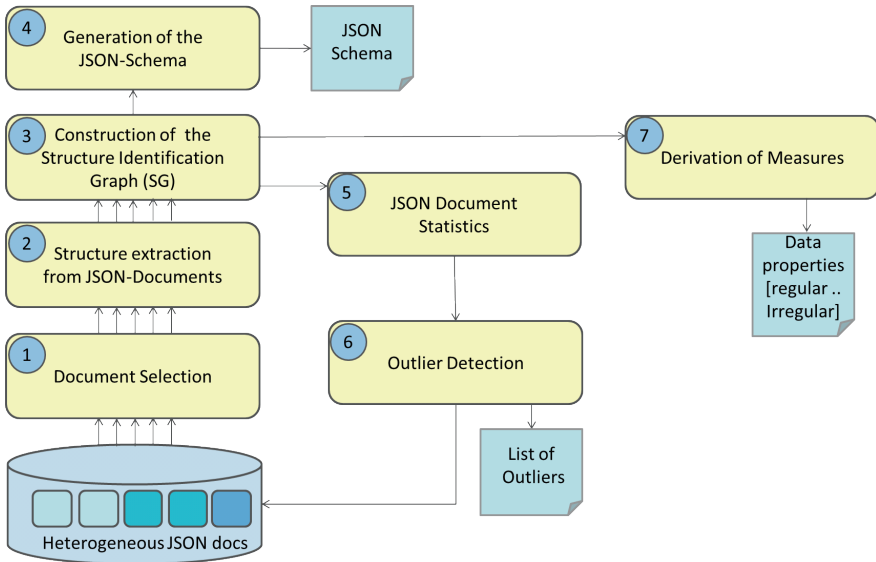 4
Generation of the
JSON-Schema
JSON
Schema
3
Construction of the
Structure Identification
Graph (SG)
7
Derivation of Measures
5
JSON Document
Statistics
2
Structure extraction
from JSON-Documents
Data
properties
[regular ..
Irregular]
1
Document Selection
6
Outlier Detection
List of
Outliers
Heterogeneous JSON docs